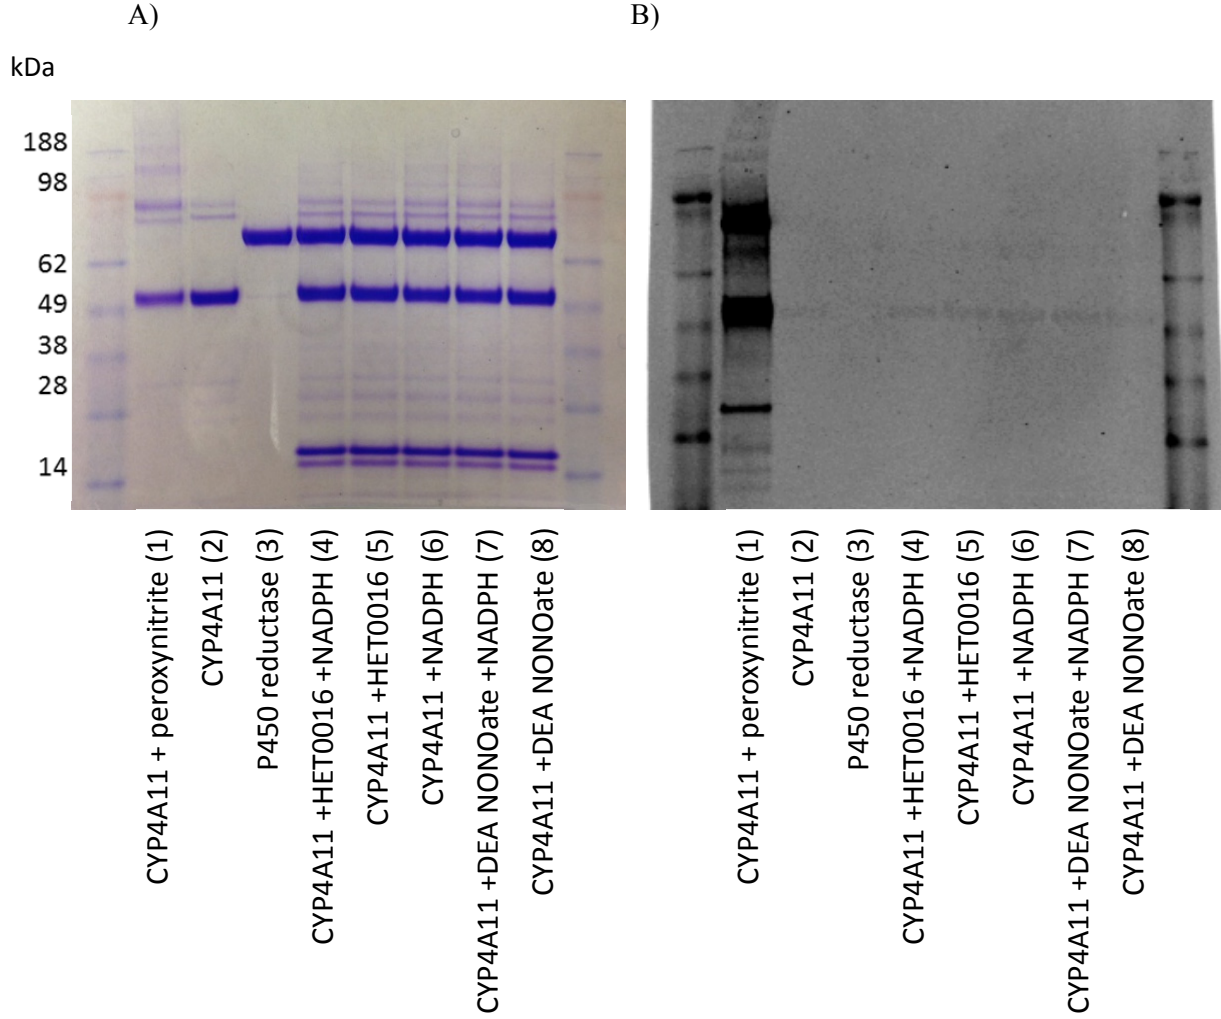 A)
B)
kDa
188
98
62
49
38
28
14
CYP4A11 + peroxynitrite (1)
CYP4A11 (2)
P450 reductase (3)
CYP4A11 +HET0016 +NADPH (4)
CYP4A11 +HET0016 (5)
CYP4A11 +NADPH (6)
CYP4A11 +DEA NONOate +NADPH (7)
CYP4A11 +DEA NONOate (8)
CYP4A11 + peroxynitrite (1)
CYP4A11 (2)
P450 reductase (3)
CYP4A11 +HET0016 +NADPH (4)
CYP4A11 +HET0016 (5)
CYP4A11 +NADPH (6)
CYP4A11 +DEA NONOate +NADPH (7)
CYP4A11 +DEA NONOate (8)